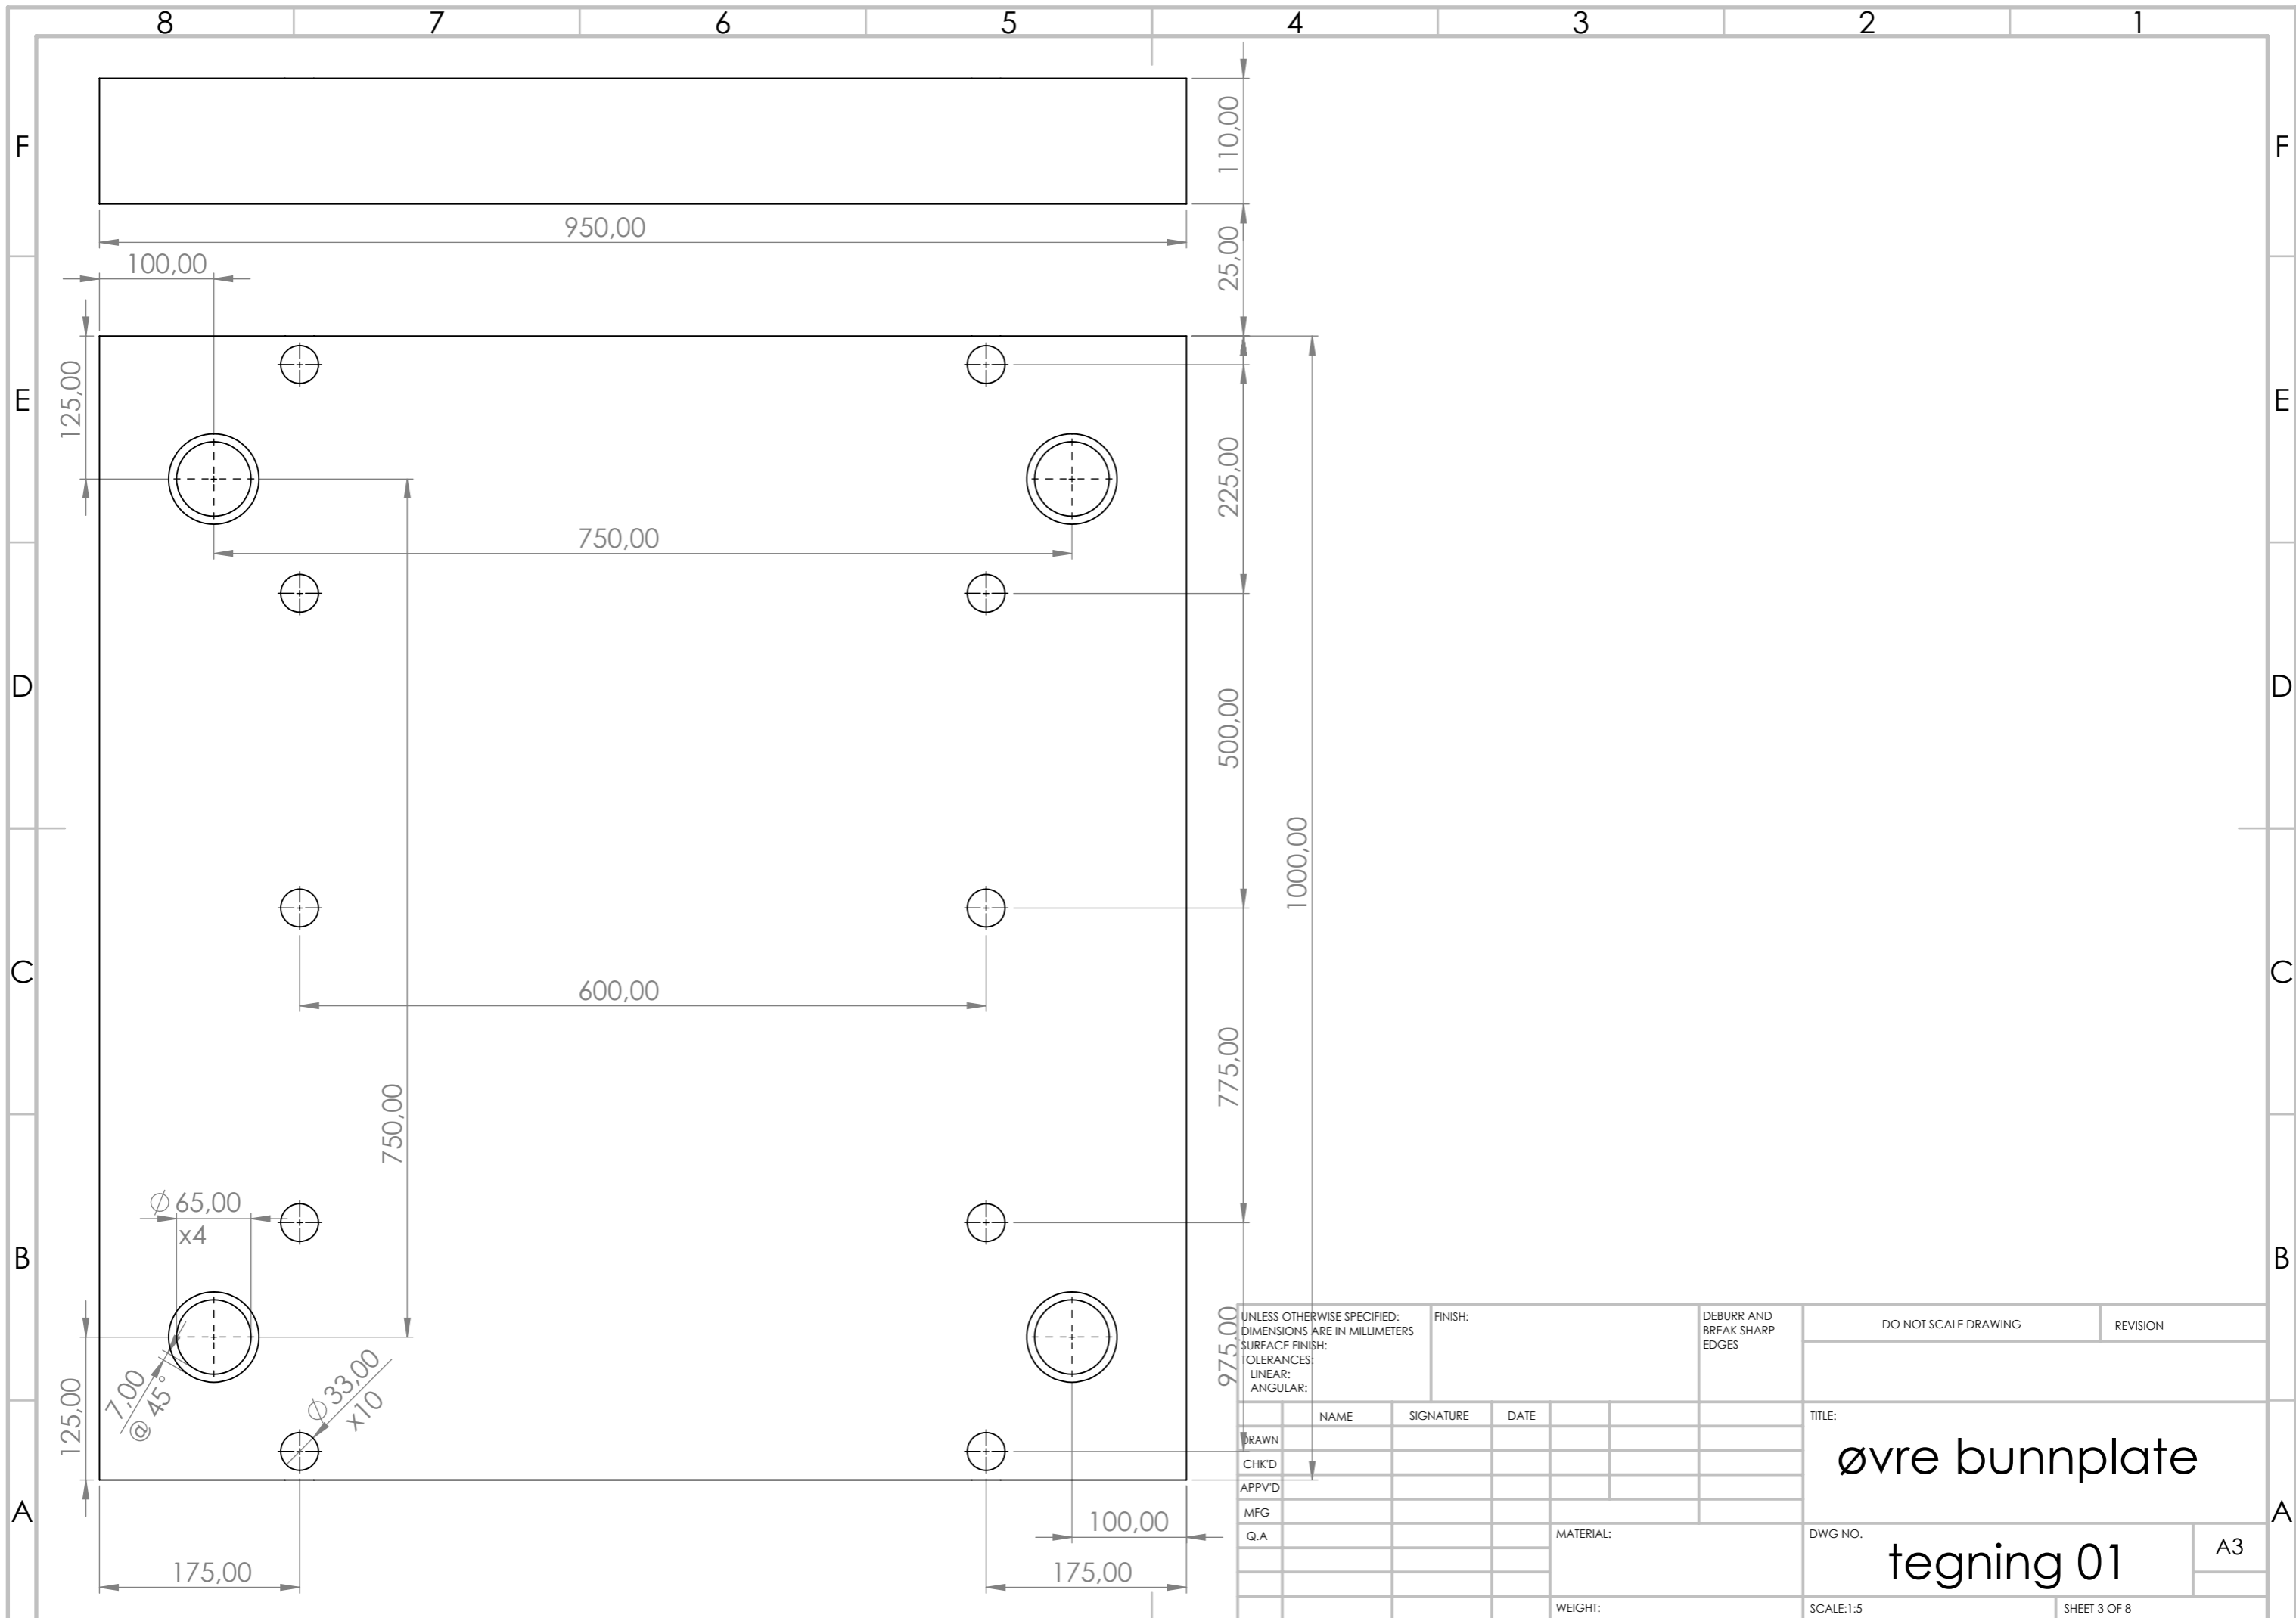 8 7 6 5 4 3 2 1
F F
110,00
950,00
25,00
100,00
125,00
E E
225,00
750,00
D D
500,00
1000,00
C C
600,00
775,00
750,00
⌀ 65,00
x4
B B
975,00
7,00
@ 45°
⌀ 33,00
x10
125,00
A A
100,00
175,00 175,00
UNLESS OTHERWISE SPECIFIED:
DIMENSIONS ARE IN MILLIMETERS
SURFACE FINISH:
TOLERANCES:
LINEAR:
ANGULAR:
FINISH:
DEBURR AND
BREAK SHARP
EDGES
DO NOT SCALE DRAWING
REVISION
NAME SIGNATURE DATE
DRAWN
CHK'D
APPV'D
MFG
Q.A
TITLE:
øvre bunnplate
MATERIAL:
DWG NO.
tegning 01
A3
WEIGHT:
SCALE:1:5
SHEET 3 OF 8